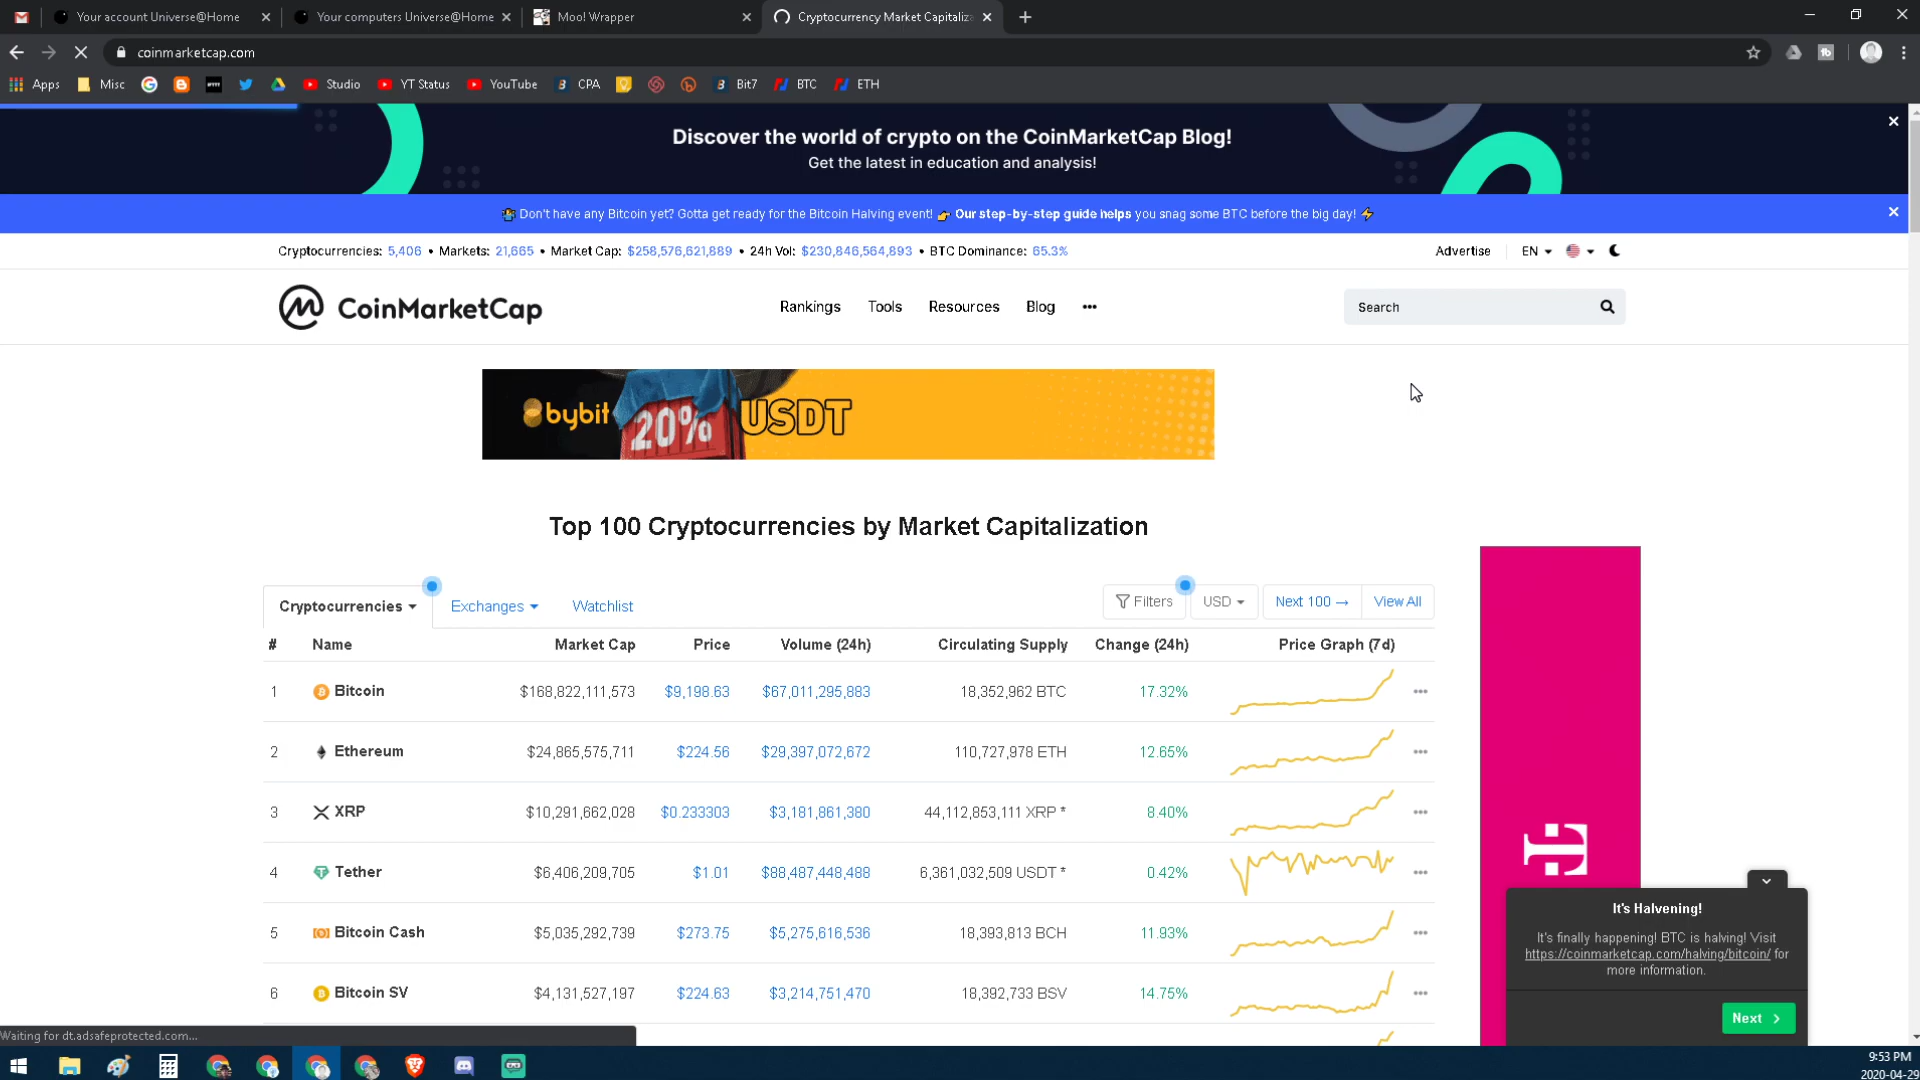 Your account Universe@Home
Your computers Universe@Home
Moo! Wrapper
Cryptocurrency Market Capitaliza
coinmarketcap.com
Apps Misc Studio YT Status YouTube CPA Bit7 BTC ETH
Discover the world of crypto on the CoinMarketCap Blog!
Get the latest in education and analysis!
Don't have any Bitcoin yet? Gotta get ready for the Bitcoin Halving event! 👉 Our step-by-step guide helps you snag some BTC before the big day! ⚡
Cryptocurrencies: 5,406 • Markets: 21,665 • Market Cap: $258,576,621,889 • 24h Vol: $230,846,564,893 • BTC Dominance: 65.3%
Advertise EN
CoinMarketCap
Rankings Tools Resources Blog •••
Search
bybit 20% USDT
Top 100 Cryptocurrencies by Market Capitalization
Cryptocurrencies Exchanges Watchlist
Filters USD Next 100 → View All
# Name Market Cap Price Volume (24h) Circulating Supply Change (24h) Price Graph (7d)
1 Bitcoin $168,822,111,573 $9,198.63 $67,011,295,883 18,352,962 BTC 17.32%
2 Ethereum $24,865,575,711 $224.56 $29,397,072,672 110,727,978 ETH 12.65%
3 XRP $10,291,662,028 $0.233303 $3,181,861,380 44,112,853,111 XRP * 8.40%
4 Tether $6,406,209,705 $1.01 $88,487,448,488 6,361,032,509 USDT * 0.42%
5 Bitcoin Cash $5,035,292,739 $273.75 $5,275,616,536 18,393,813 BCH 11.93%
6 Bitcoin SV $4,131,527,197 $224.63 $3,214,751,470 18,392,733 BSV 14.75%
T
It's Halvening!
It's finally happening! BTC is halving! Visit
https://coinmarketcap.com/halving/bitcoin/ for
more information.
Next
Waiting for dt.adsafeprotected.com...
9:53 PM
2020-04-29